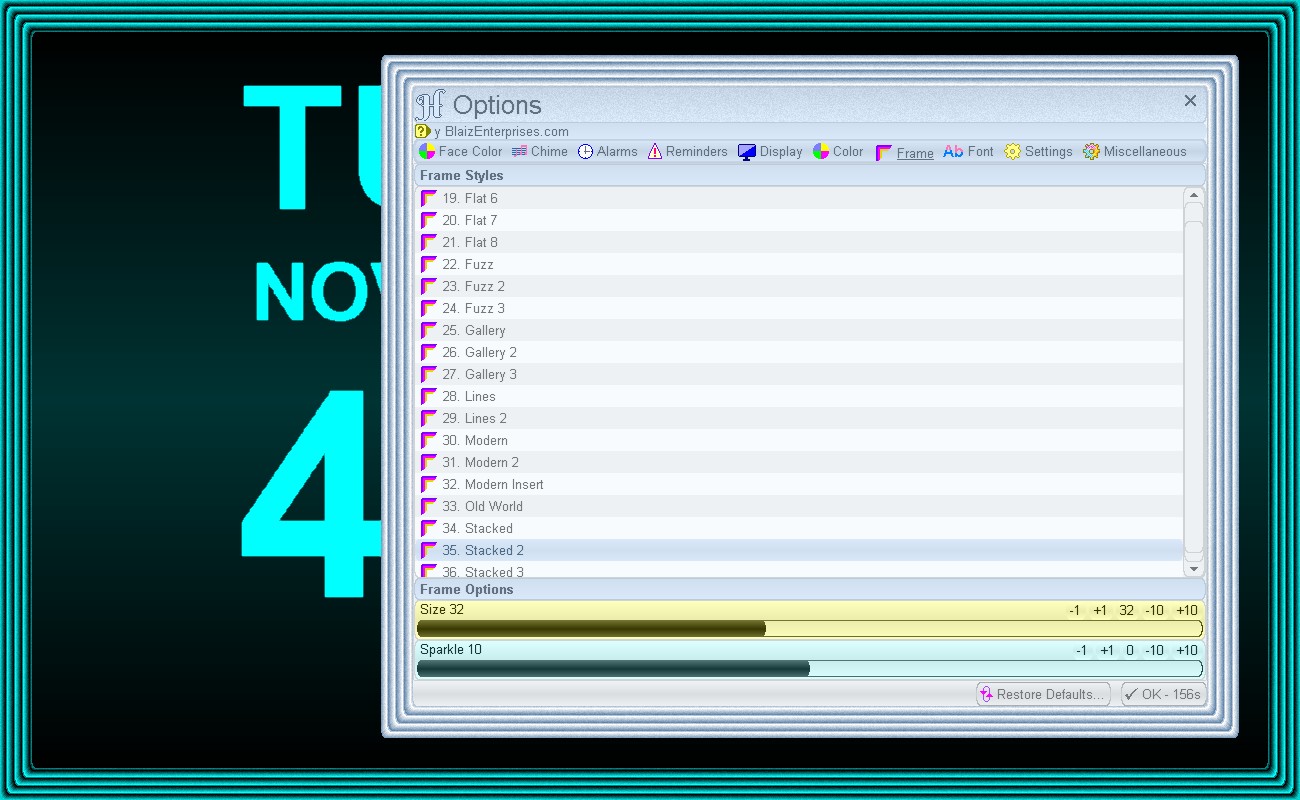 TU
NOV
4
Options
y BlaizEnterprises.com
Face Color Chime Alarms Reminders Display Color Frame Ab Font Settings Miscellaneous
Frame Styles
19. Flat 6
20. Flat 7
21. Flat 8
22. Fuzz
23. Fuzz 2
24. Fuzz 3
25. Gallery
26. Gallery 2
27. Gallery 3
28. Lines
29. Lines 2
30. Modern
31. Modern 2
32. Modern Insert
33. Old World
34. Stacked
35. Stacked 2
36. Stacked 3
Frame Options
Size 32 -1 +1 32 -10 +10
Sparkle 10 -1 +1 0 -10 +10
Restore Defaults... OK - 156s